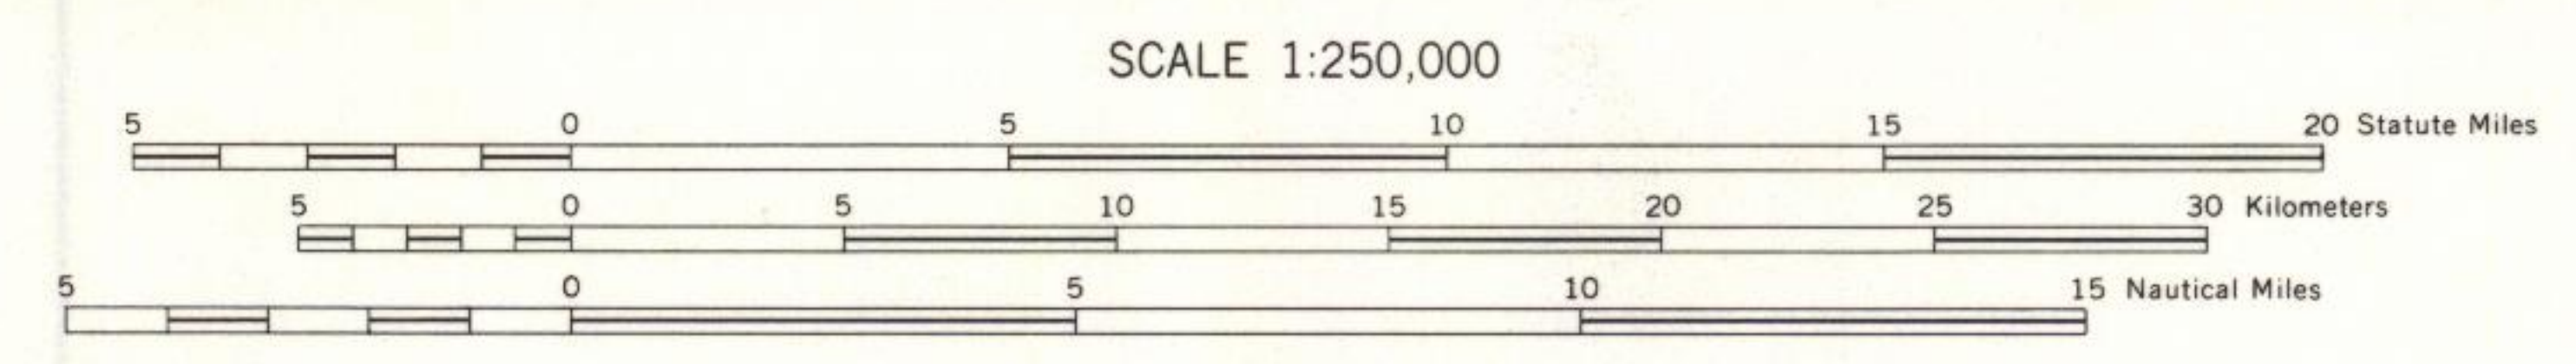 SCALE 1:250,000
5 0 5 10 15 20 Statute Miles
5 0 5 10 15 20 25 30 Kilometers
5 0 5 10 15 Nautical Miles